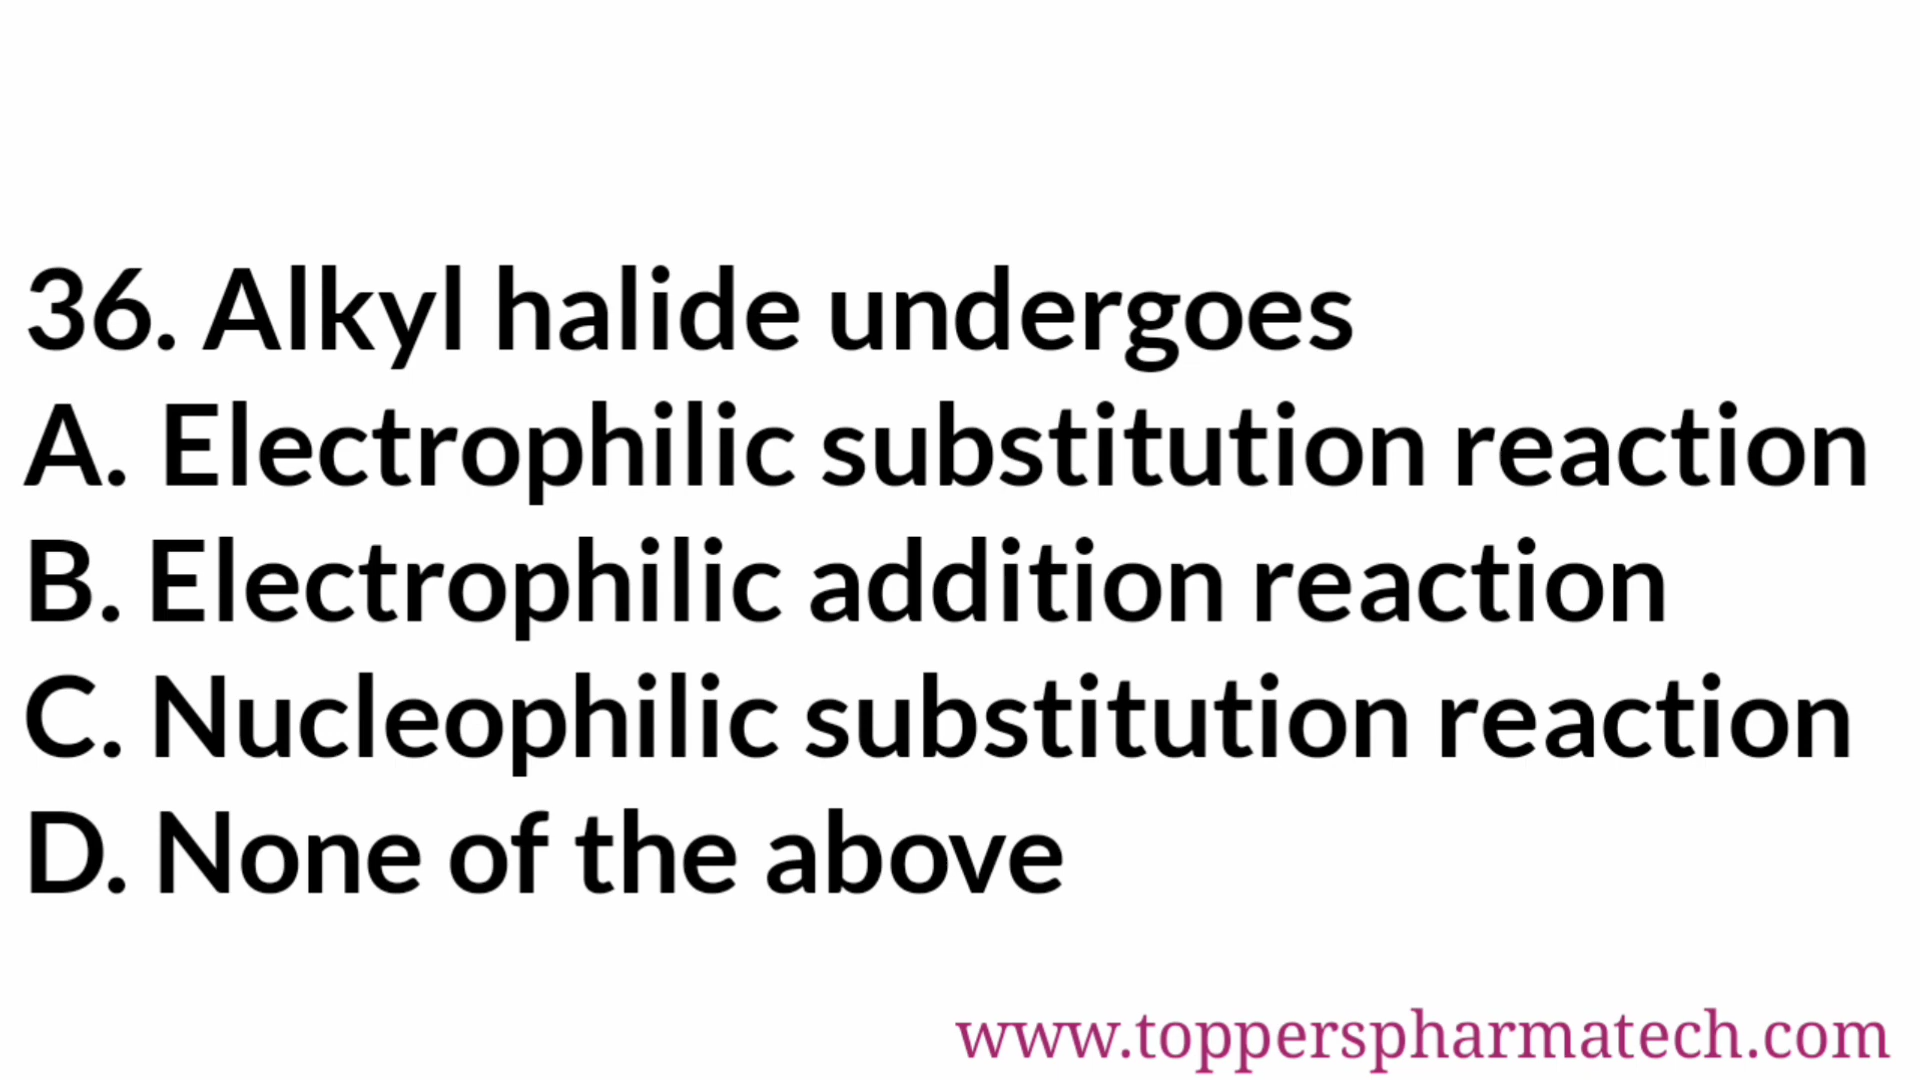 36. Alkyl halide undergoes
A. Electrophilic substitution reaction
B. Electrophilic addition reaction
C. Nucleophilic substitution reaction
D. None of the above
www.topperspharmatech.com